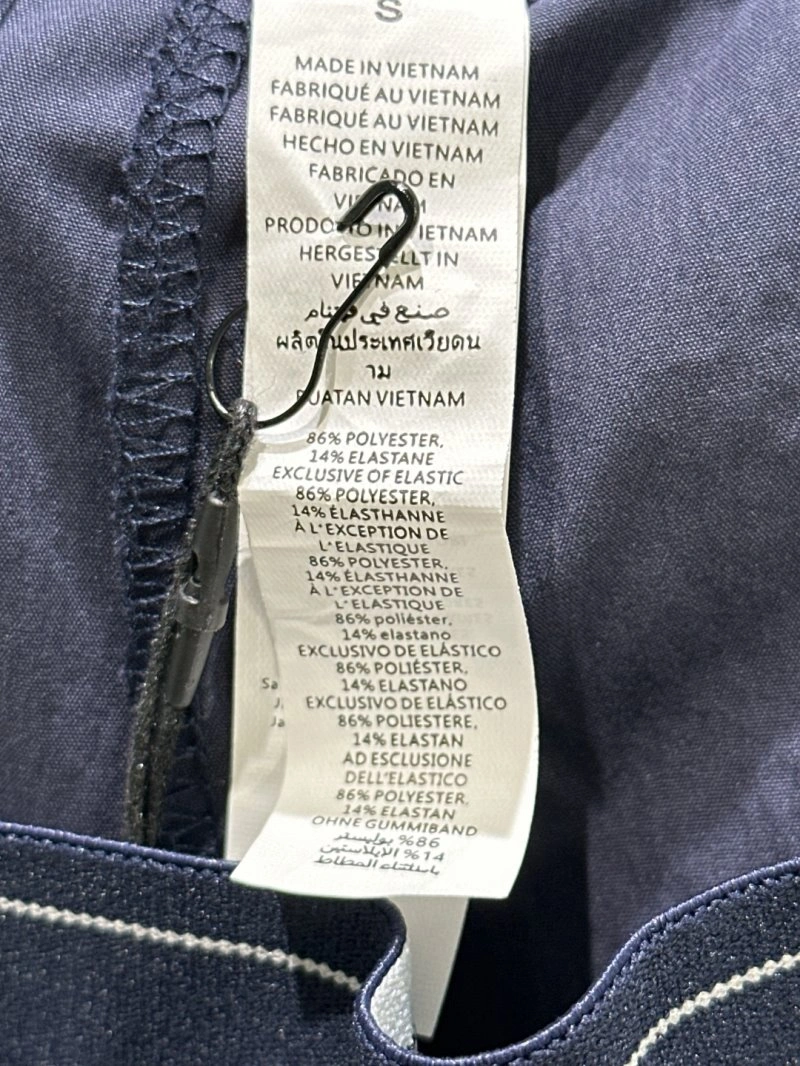 S
MADE IN VIETNAM
FABRIQUÉ AU VIETNAM
FABRIQUÉ AU VIETNAM
HECHO EN VIETNAM
FABRICADO EN
VIETNAM
PRODOTTO IN VIETNAM
HERGESTELLT IN
VIETNAM
صنع في فيتنام
ผลิตในประเทศเวียดน
าม
BUATAN VIETNAM
86% POLYESTER,
14% ELASTANE
EXCLUSIVE OF ELASTIC
86% POLYESTER,
14% ÉLASTHANNE
À L'EXCEPTION DE
L'ELASTIQUE
86% POLYESTER,
14% ÉLASTHANNE
À L'EXCEPTION DE
L'ELASTIQUE
86% poliéster,
14% elastano
EXCLUSIVO DE ELÁSTICO
86% POLIÉSTER,
14% ELASTANO
EXCLUSIVO DE ELÁSTICO
86% POLIESTERE,
14% ELASTAN
AD ESCLUSIONE
DELL'ELASTICO
86% POLYESTER,
14% ELASTAN
OHNE GUMMIBAND
86% بوليستر
14% الإيلاستين
باستثناء المطاط
Sa
J.
Ja